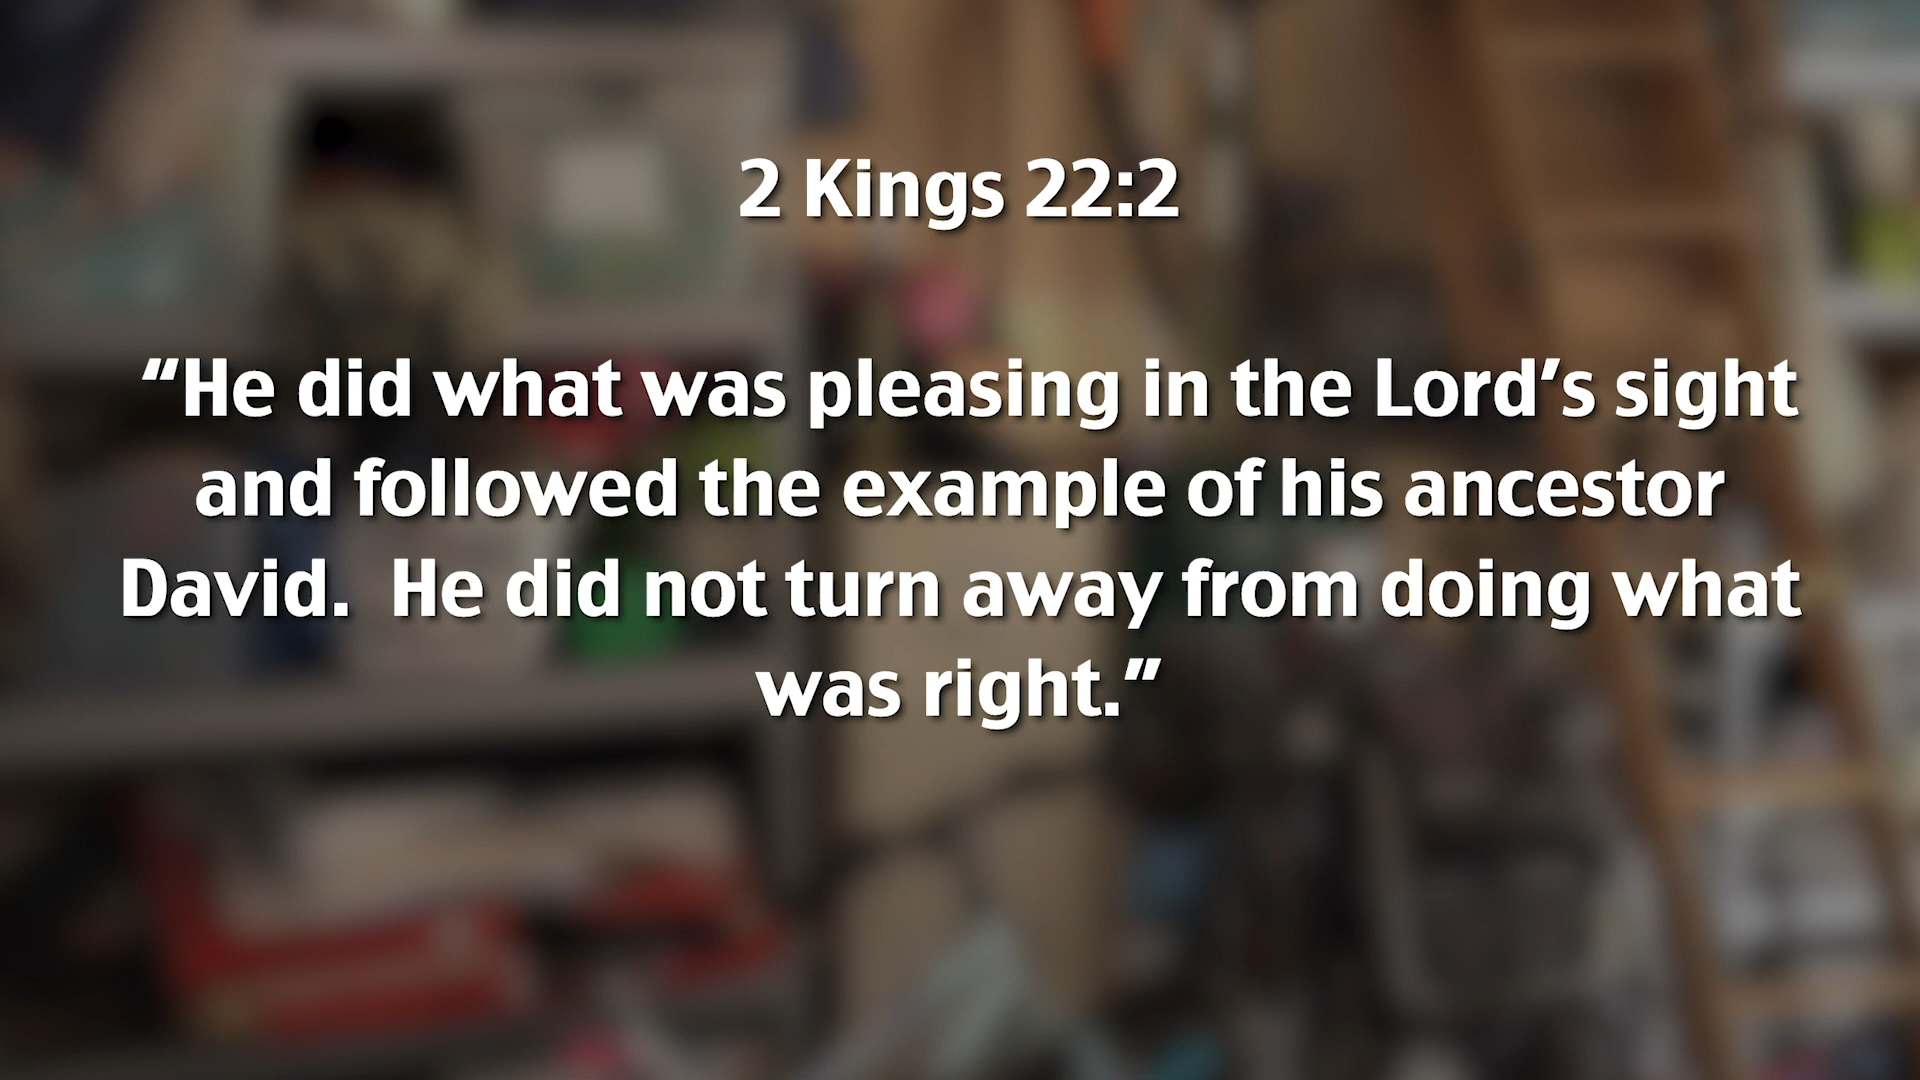 2 Kings 22:2
“He did what was pleasing in the Lord’s sight
and followed the example of his ancestor
David.  He did not turn away from doing what
was right.”